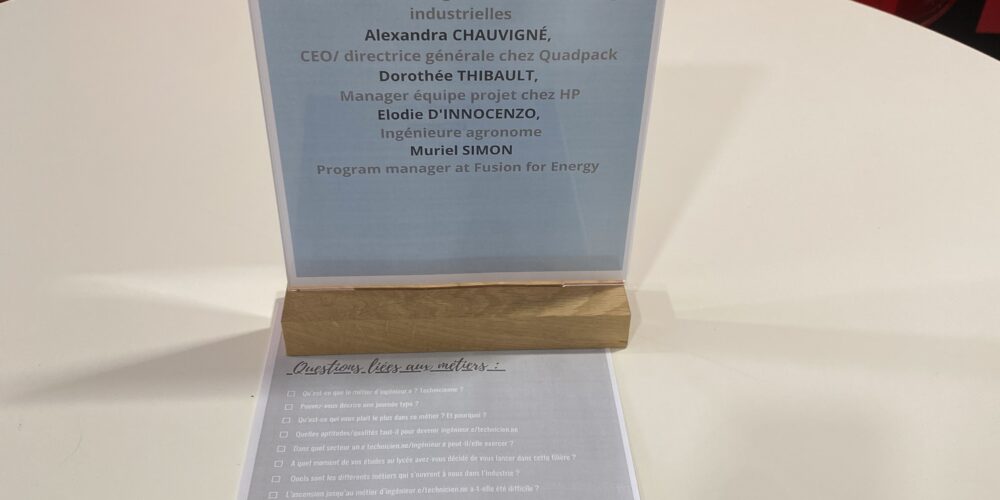 industrielles
Alexandra CHAUVIGNÉ,
CEO/ directrice générale chez Quadpack
Dorothée THIBAULT,
Manager équipe projet chez HP
Elodie D'INNOCENZO,
Ingénieure agronome
Muriel SIMON
Program manager at Fusion for Energy
Questions liées aux métiers :
Qu'est-ce que le métier d'ingénieur.e ? Technicienne ?
Pouvez-vous décrire une journée type ?
Qu'est-ce qui vous plait le plus dans ce métier ? Et pourquoi ?
Quelles aptitudes/qualités faut-il pour devenir ingénieur.e/technicien.ne
Dans quel secteur un.e technicien.ne/ingénieur.e peut-il/elle exercer ?
A quel moment de vos études au lycée avez-vous décidé de vous lancer dans cette filière ?
Quels sont les différents métiers qui s'ouvrent à nous dans l'industrie ?
L'ascension jusqu'au métier d'ingénieur.e/technicien.ne a-t-elle été difficile ?